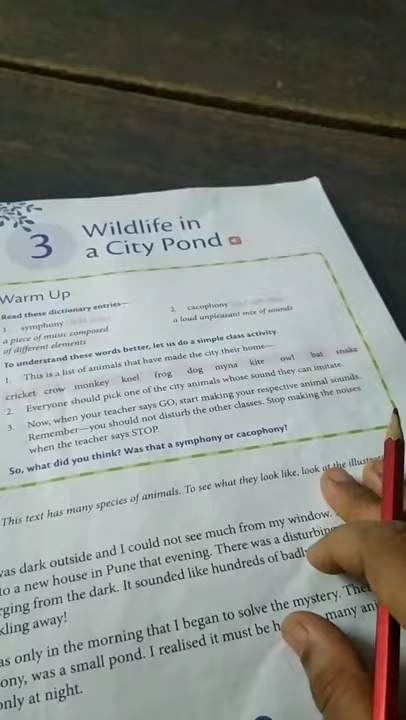 3
Wildlife in
a City Pond
Warm Up
Read these dictionary entries—
1. symphony
a piece of music composed
of different elements
2. cacophony
a loud unpleasant mix of sounds
To understand these words better, let us do a simple class activity.
1. This is a list of animals that have made the city their home—
cricket crow monkey koel frog dog myna kite owl bat snake
2. Everyone should pick one of the city animals whose sound they can imitate.
3. Now, when your teacher says GO, start making your respective animal sounds.
Remember—you should not disturb the other classes. Stop making the noises
when the teacher says STOP.
So, what did you think? Was that a symphony or cacophony?
This text has many species of animals. To see what they look like, look at the
was dark outside and I could not see much from my window.
to a new house in Pune that evening. There was a
from the dark. It sounded like hundreds of
away!
only in the morning that I began to solve the mystery.
was a small pond. I realised it must be many
only at night.